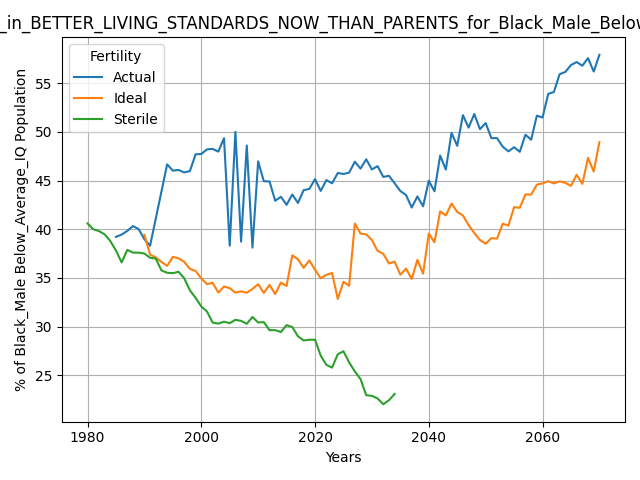 _in_BETTER_LIVING_STANDARDS_NOW_THAN_PARENTS_for_Black_Male_Below
Fertility
Actual
Ideal
Sterile
% of Black_Male Below_Average_IQ Population
55
50
45
40
35
30
25
1980
2000
2020
2040
2060
Years